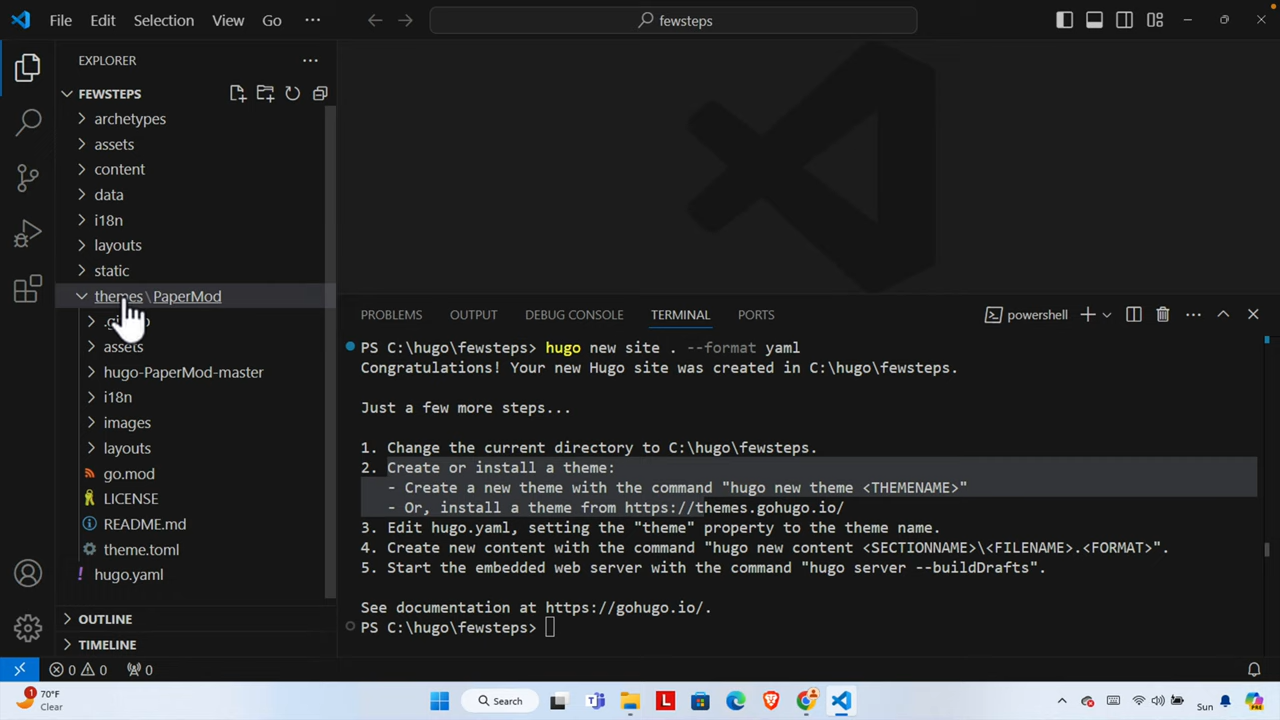 File Edit Selection View Go ···
fewsteps
EXPLORER
FEWSTEPS
archetypes
assets
content
data
i18n
layouts
static
themes\PaperMod
assets
hugo-PaperMod-master
i18n
images
layouts
go.mod
LICENSE
README.md
theme.toml
hugo.yaml
OUTLINE
TIMELINE
PROBLEMS OUTPUT DEBUG CONSOLE TERMINAL PORTS
powershell
PS C:\hugo\fewsteps> hugo new site . --format yaml
Congratulations! Your new Hugo site was created in C:\hugo\fewsteps.
Just a few more steps...
1. Change the current directory to C:\hugo\fewsteps.
2. Create or install a theme:
- Create a new theme with the command "hugo new theme <THEMENAME>"
- Or, install a theme from https://themes.gohugo.io/
3. Edit hugo.yaml, setting the "theme" property to the theme name.
4. Create new content with the command "hugo new content <SECTIONNAME>\<FILENAME>.<FORMAT>".
5. Start the embedded web server with the command "hugo server --buildDrafts".
See documentation at https://gohugo.io/.
PS C:\hugo\fewsteps>
0 0 0
1
70°F
Clear
Search
L
Sun
PRE